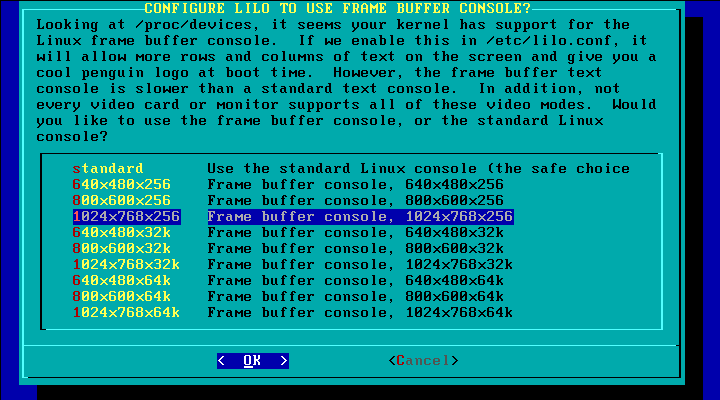 CONFIGURE LILO TO USE FRAME BUFFER CONSOLE?
Looking at /proc/devices, it seems your kernel has support for the
Linux frame buffer console.  If we enable this in /etc/lilo.conf, it
will allow more rows and columns of text on the screen and give you a
cool penguin logo at boot time.  However, the frame buffer text
console is slower than a standard text console.  In addition, not
every video card or monitor supports all of these video modes.  Would
you like to use the frame buffer console, or the standard Linux
console?
standard Use the standard Linux console (the safe choice
640x480x256 Frame buffer console, 640x480x256
800x600x256 Frame buffer console, 800x600x256
1024x768x256 Frame buffer console, 1024x768x256
640x480x32k Frame buffer console, 640x480x32k
800x600x32k Frame buffer console, 800x600x32k
1024x768x32k Frame buffer console, 1024x768x32k
640x480x64k Frame buffer console, 640x480x64k
800x600x64k Frame buffer console, 800x600x64k
1024x768x64k Frame buffer console, 1024x768x64k
<  OK  > <Cancel>